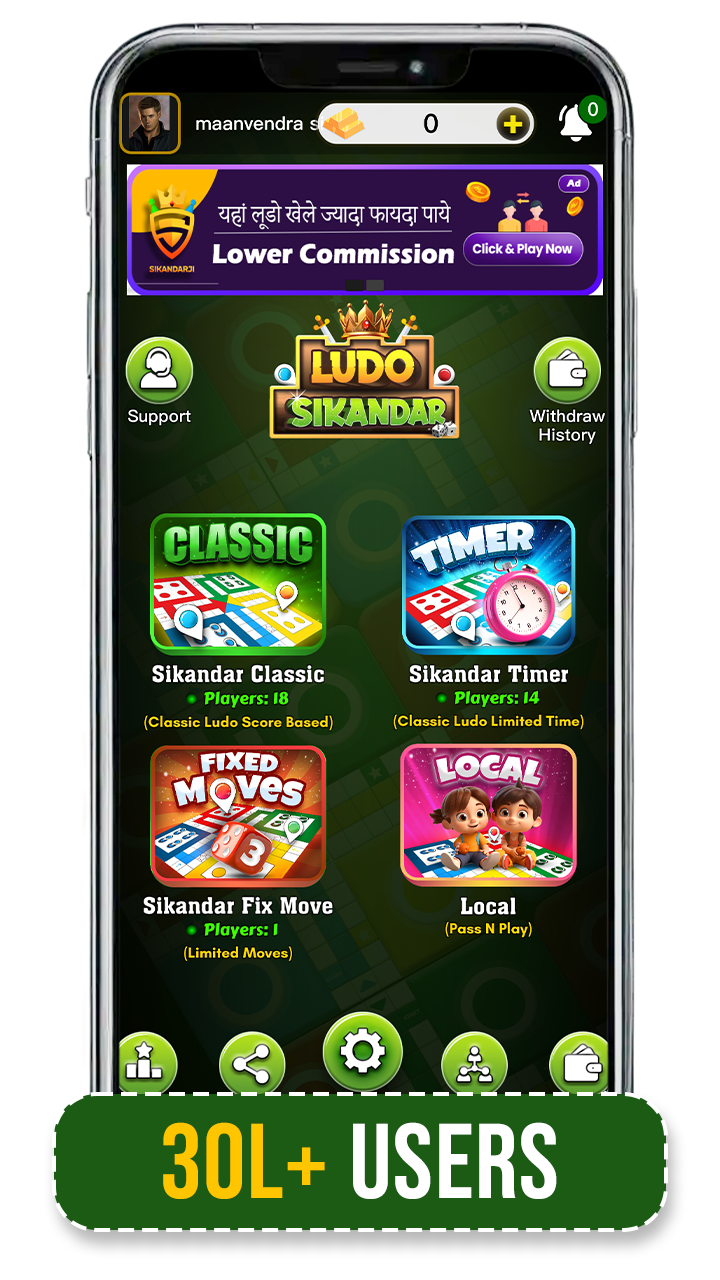 maanvendra s
0
0
Ad
यहां लूडो खेले ज्यादा फायदा पाये
Lower Commission
Click & Play Now
SIKANDARJI
LUDO
SIKANDAR
Support
Withdraw
History
CLASSIC
TIMER
Sikandar Classic
Players: 18
(Classic Ludo Score Based)
Sikandar Timer
Players: 14
(Classic Ludo Limited Time)
FIXED
MOVES
3
LOCAL
Sikandar Fix Move
Players: 1
(Limited Moves)
Local
(Pass N Play)
30L+ USERS